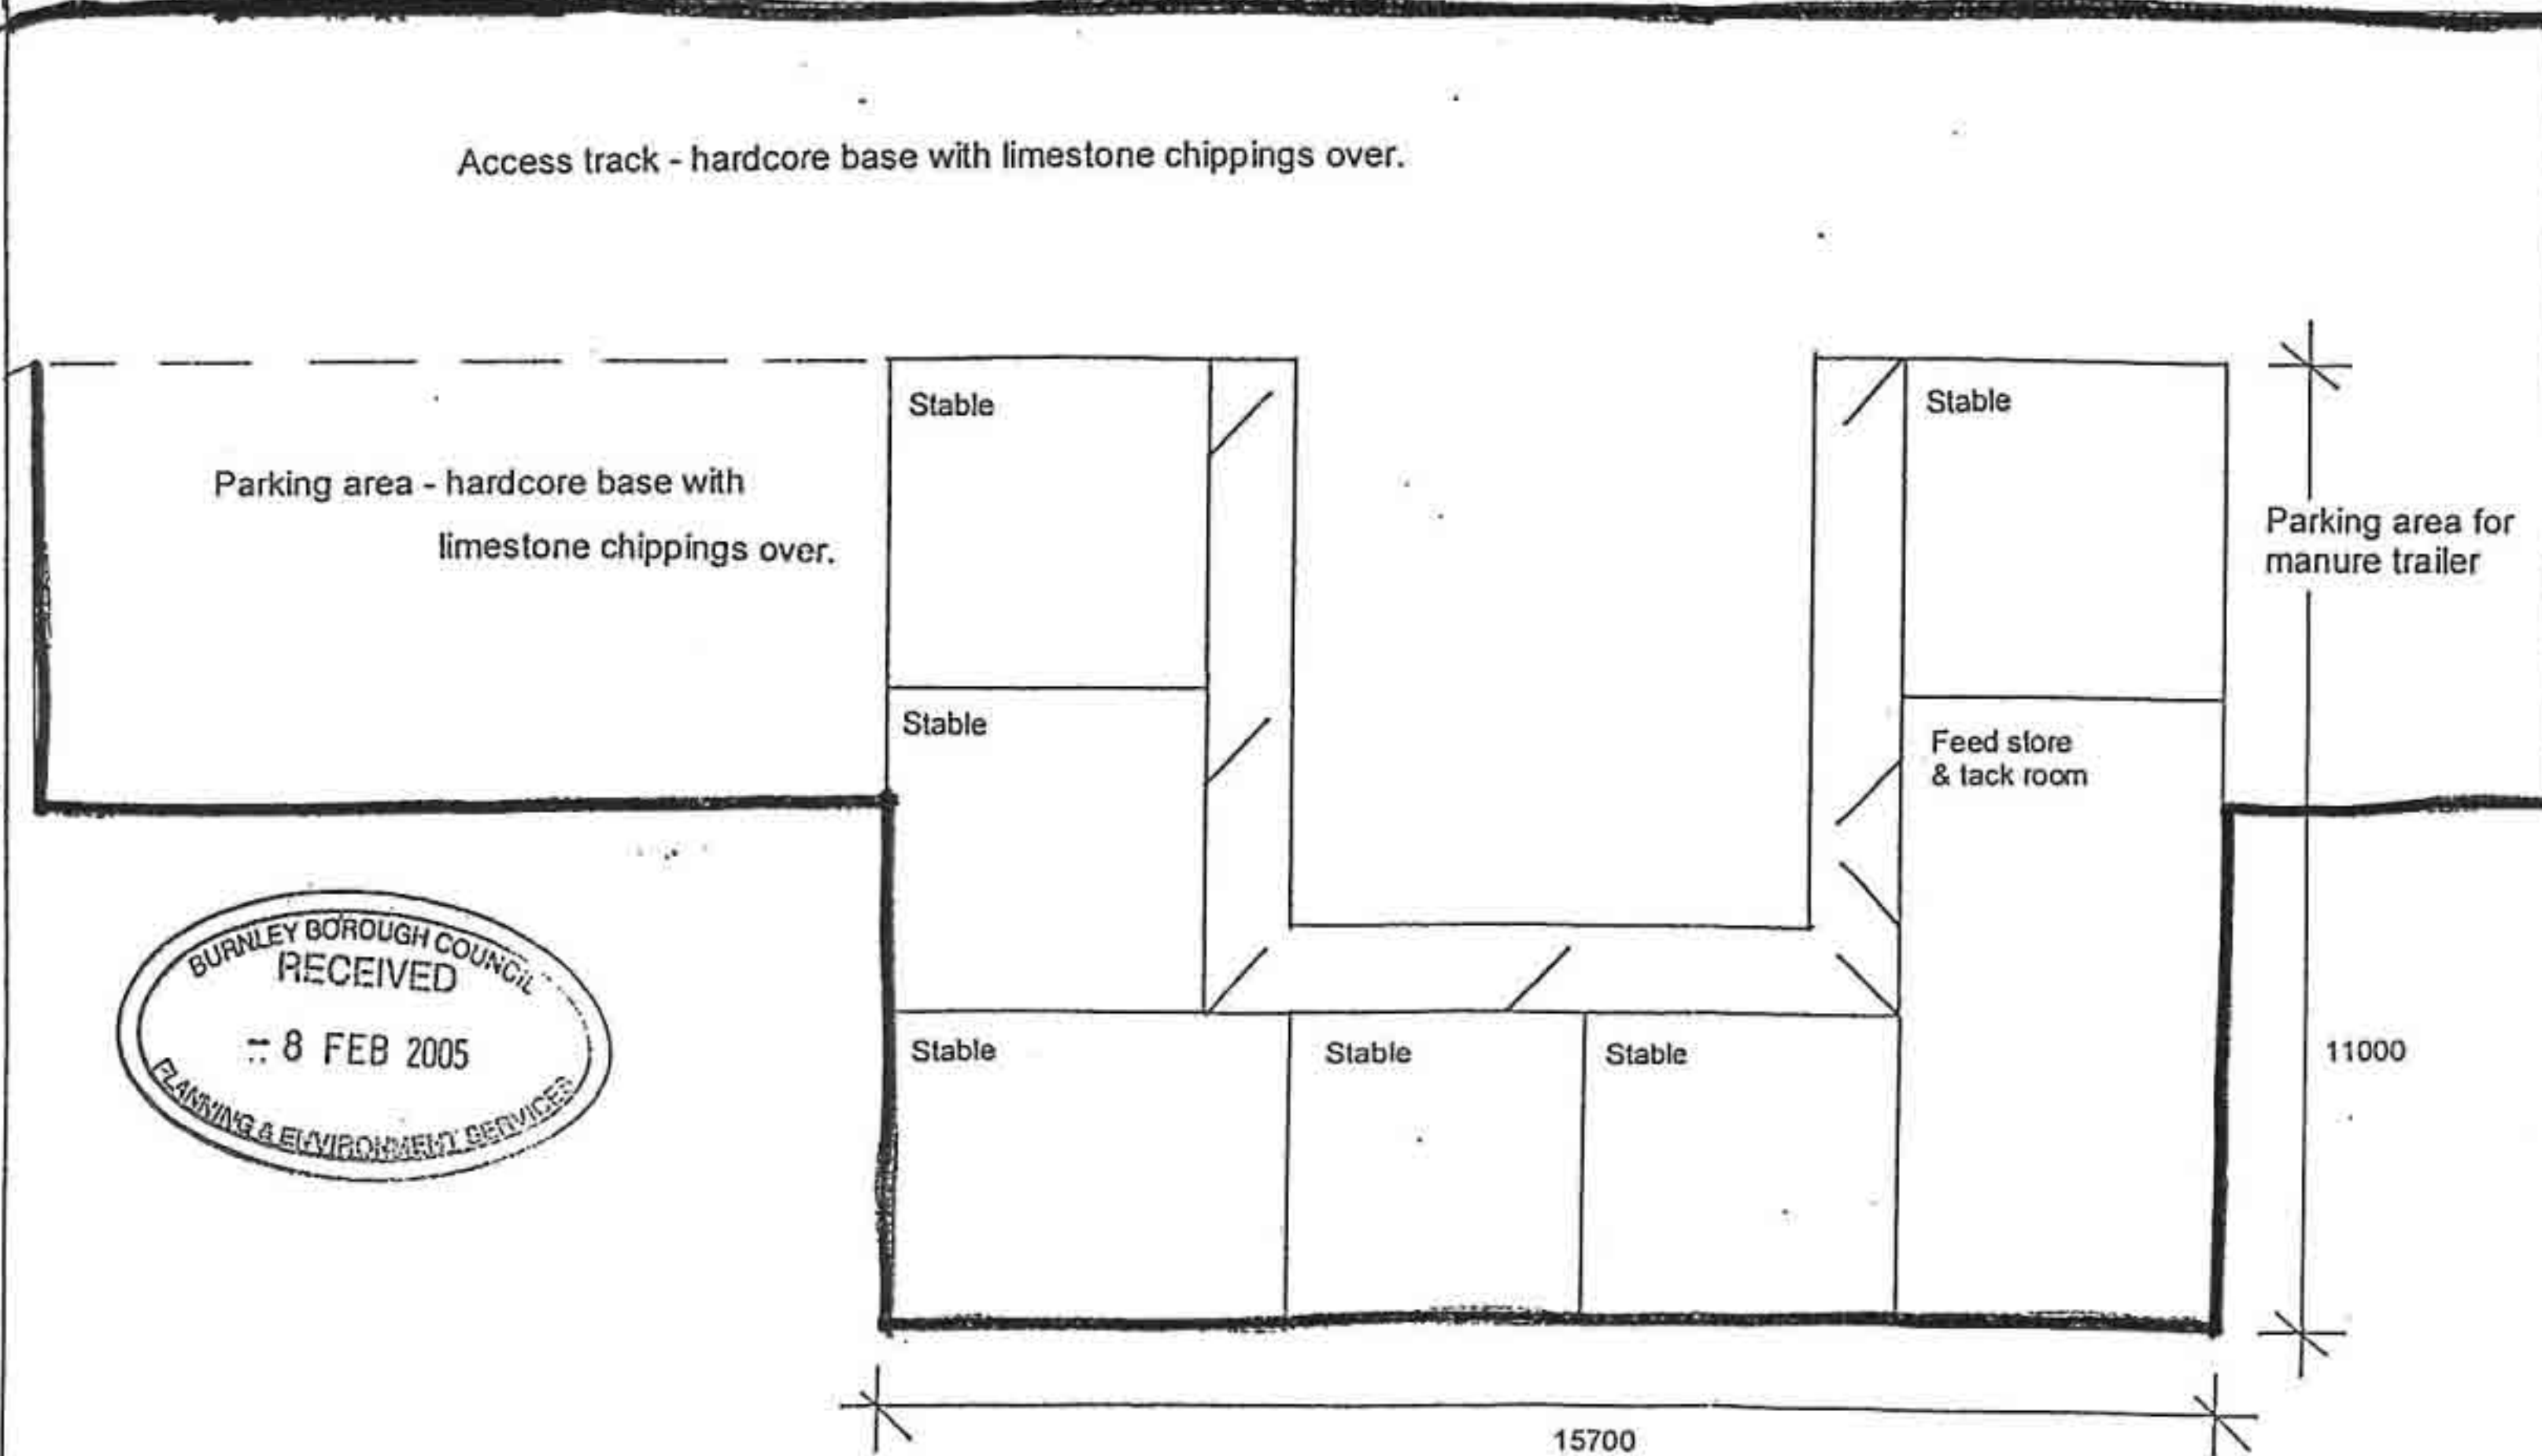 Access track - hardcore base with limestone chippings over.
Stable
Stable
Parking area - hardcore base with
limestone chippings over.
Parking area for
manure trailer
Stable
Feed store
& tack room
BURNLEY BOROUGH COUNCIL
RECEIVED
8 FEB 2005
PLANNING & ENVIRONMENT SERVICES
Stable
Stable
Stable
11000
15700